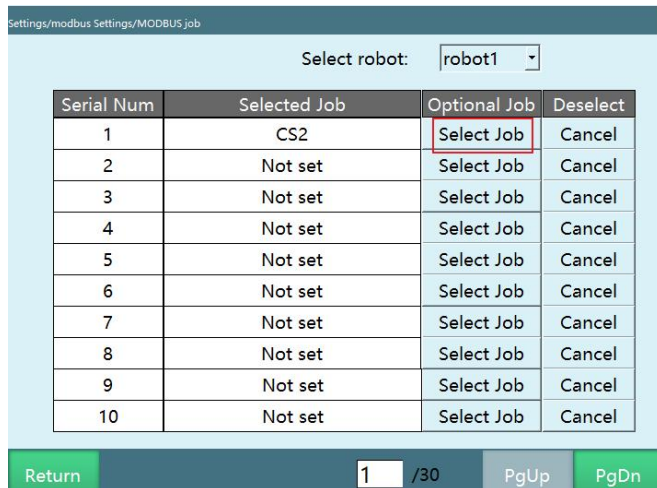 Settings/modbus Settings/MODBUS job
Select robot: robot1
Serial Num Selected Job Optional Job Deselect
1 CS2 Select Job Cancel
2 Not set Select Job Cancel
3 Not set Select Job Cancel
4 Not set Select Job Cancel
5 Not set Select Job Cancel
6 Not set Select Job Cancel
7 Not set Select Job Cancel
8 Not set Select Job Cancel
9 Not set Select Job Cancel
10 Not set Select Job Cancel
Return 1 /30 PgUp PgDn